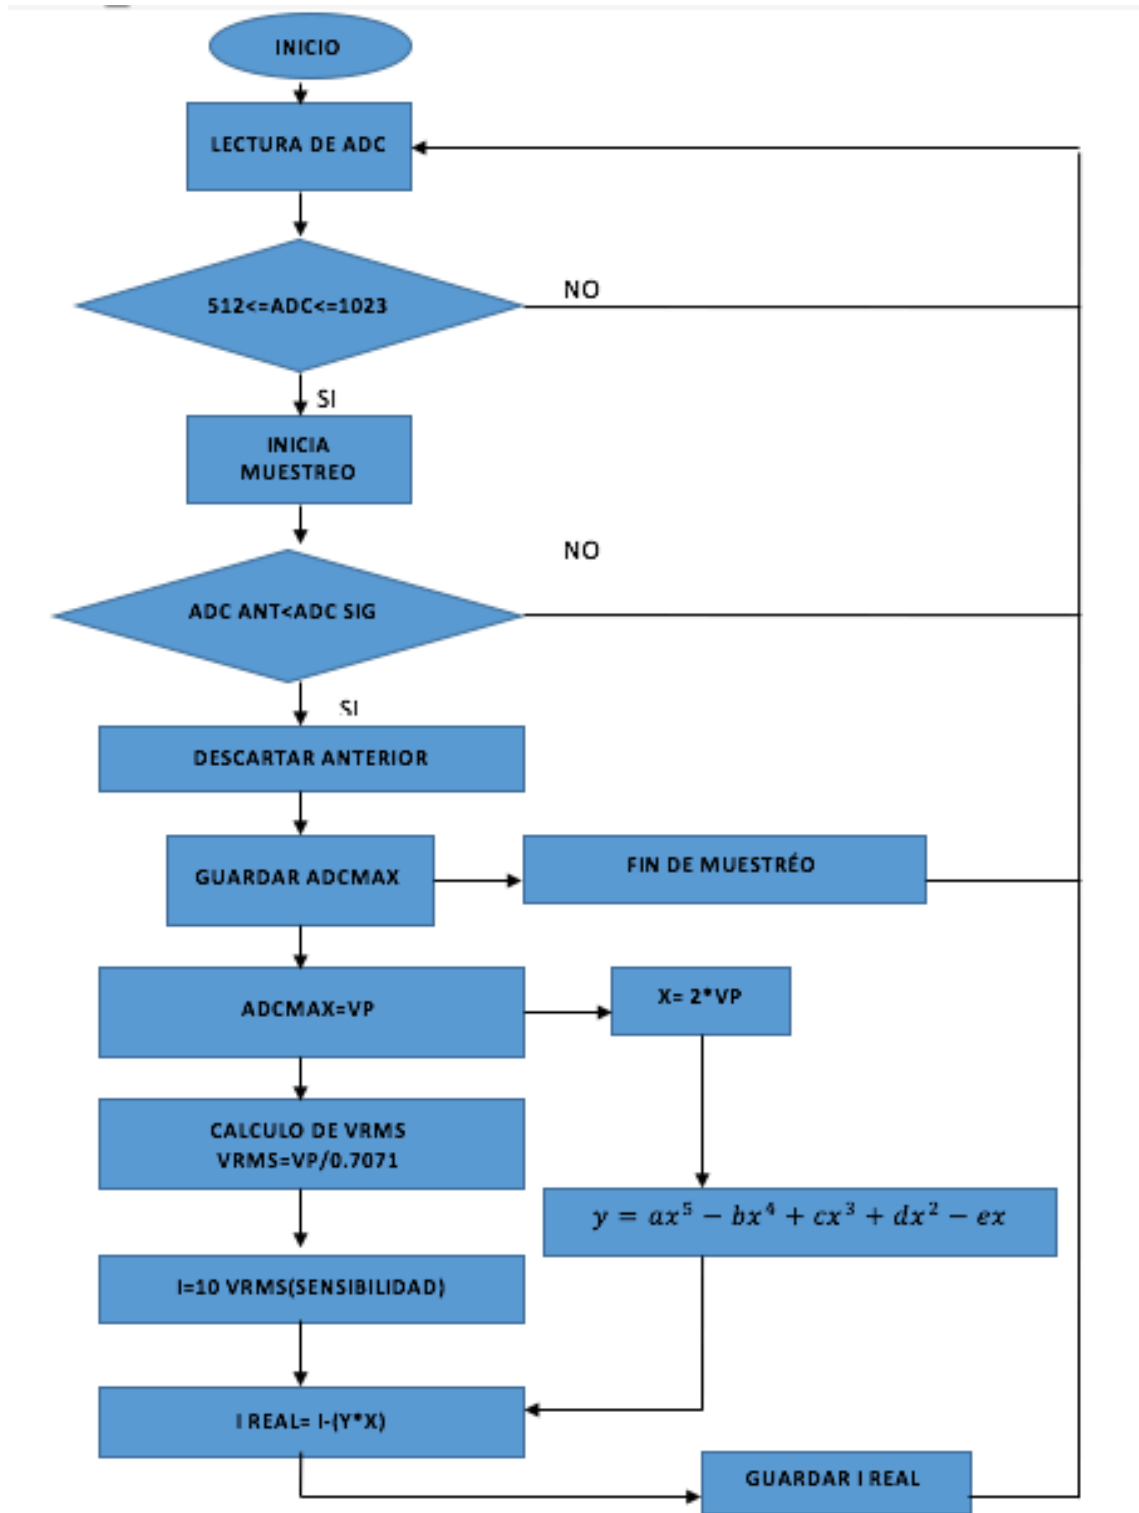 INICIO
LECTURA DE ADC
512<=ADC<=1023
NO
SI
INICIA
MUESTREO
NO
ADC ANT<ADC SIG
SI
DESCARTAR ANTERIOR
GUARDAR ADCMAX
FIN DE MUESTRÉO
ADCMAX=VP
X= 2*VP
CALCULO DE VRMS
VRMS=VP/0.7071
y = ax⁵ − bx⁴ + cx³ + dx² − ex
I=10 VRMS(SENSIBILIDAD)
I REAL= I-(Y*X)
GUARDAR I REAL